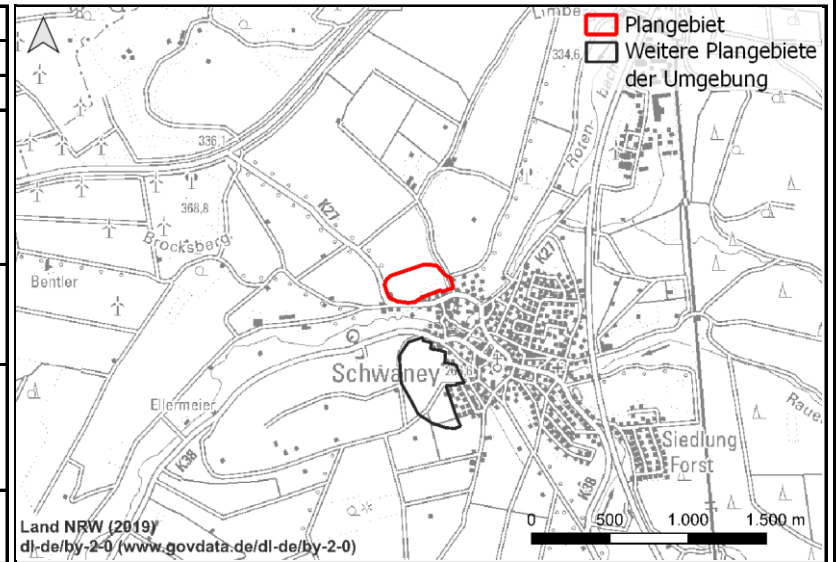 Limbe
Plangebiet
Weitere Plangebiete
der Umgebung
334,6
336,1
Roten-
bach
K27
368,8
Brocksberg
K27
Bentler
Schwaney
Ellermeier
K38
Siedlung
Forst
K38
Land NRW (2019)
dl-de/by-2-0 (www.govdata.de/dl-de/by-2-0)
0 500 1.000 1.500 m